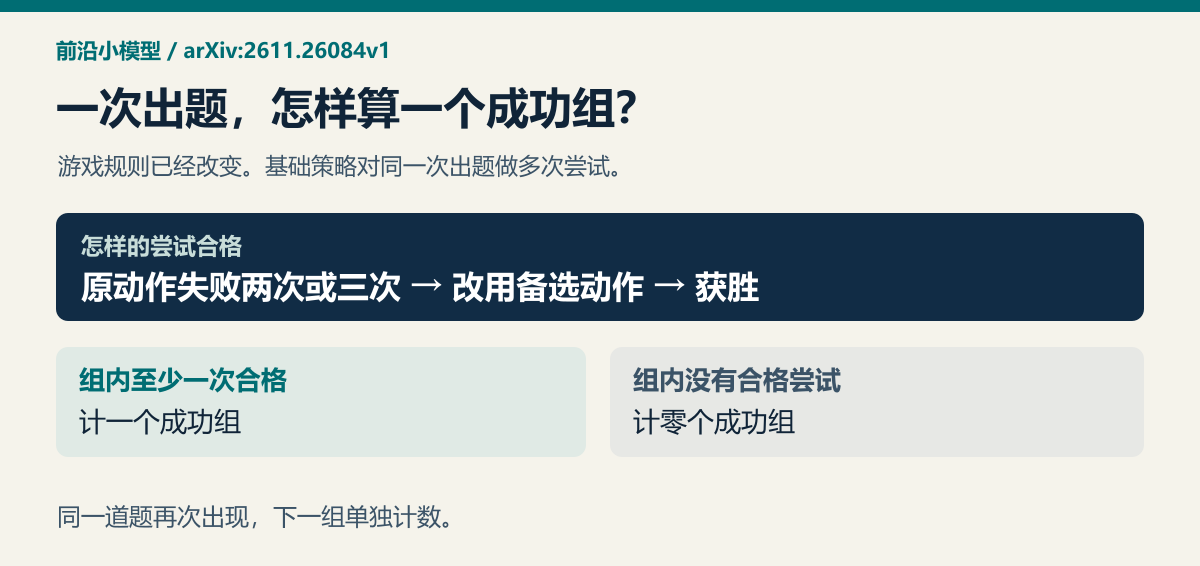 前沿小模型 / arXiv:2611.26084v1
一次出题，怎样算一个成功组？
游戏规则已经改变。基础策略对同一次出题做多次尝试。
怎样的尝试合格
原动作失败两次或三次 → 改用备选动作 → 获胜
组内至少一次合格
计一个成功组
组内没有合格尝试
计零个成功组
同一道题再次出现，下一组单独计数。